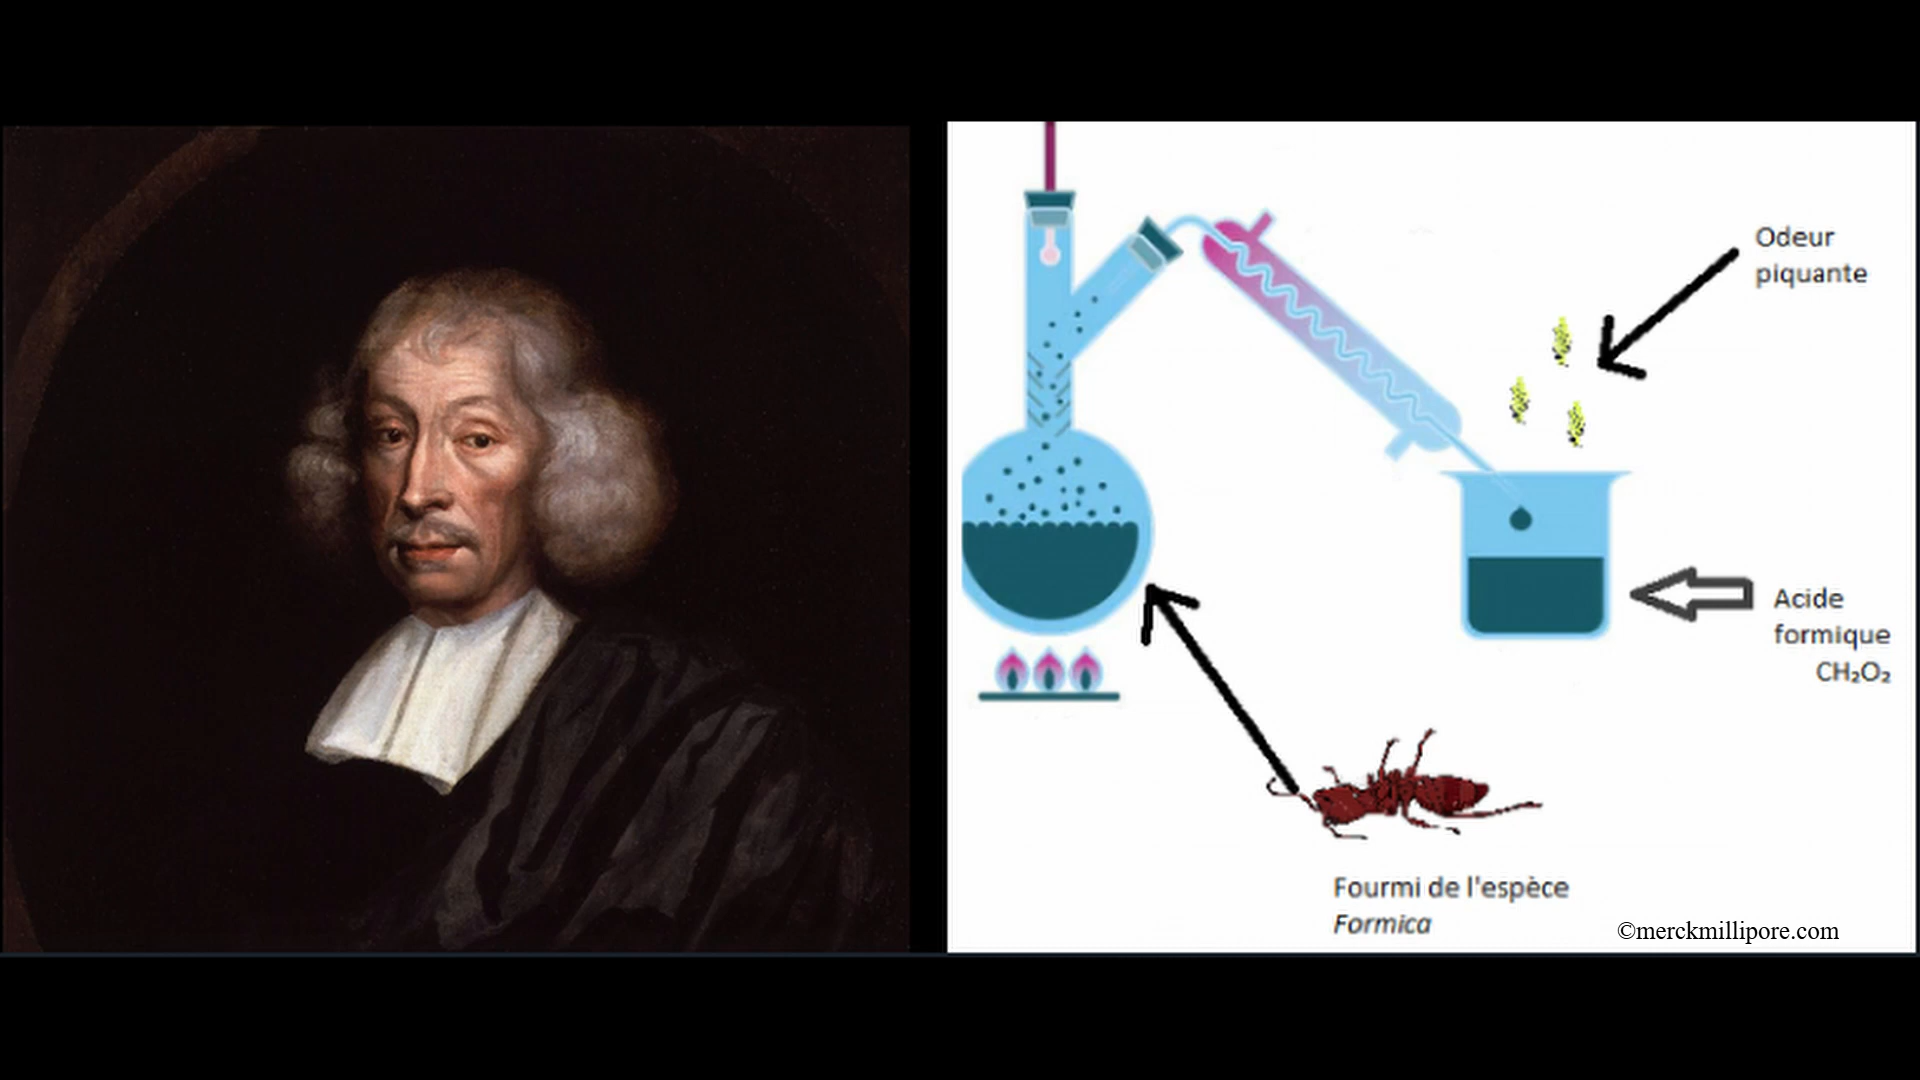 Odeur
piquante
Acide
formique
CH₂O₂
Fourmi de l'espèce
Formica
©merckmillipore.com